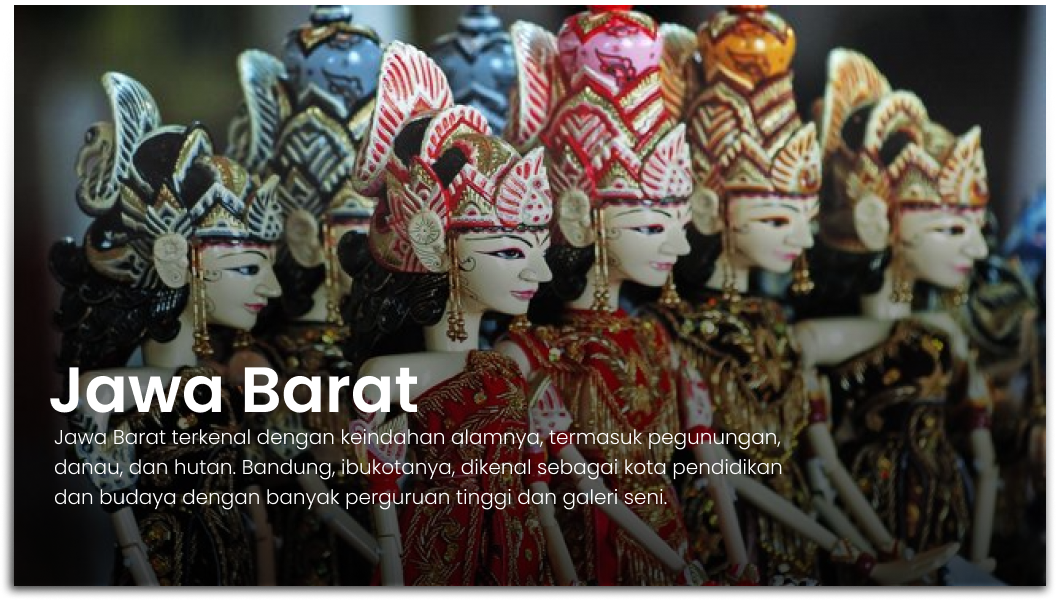 Jawa Barat
Jawa Barat terkenal dengan keindahan alamnya, termasuk pegunungan,
danau, dan hutan. Bandung, ibukotanya, dikenal sebagai kota pendidikan
dan budaya dengan banyak perguruan tinggi dan galeri seni.